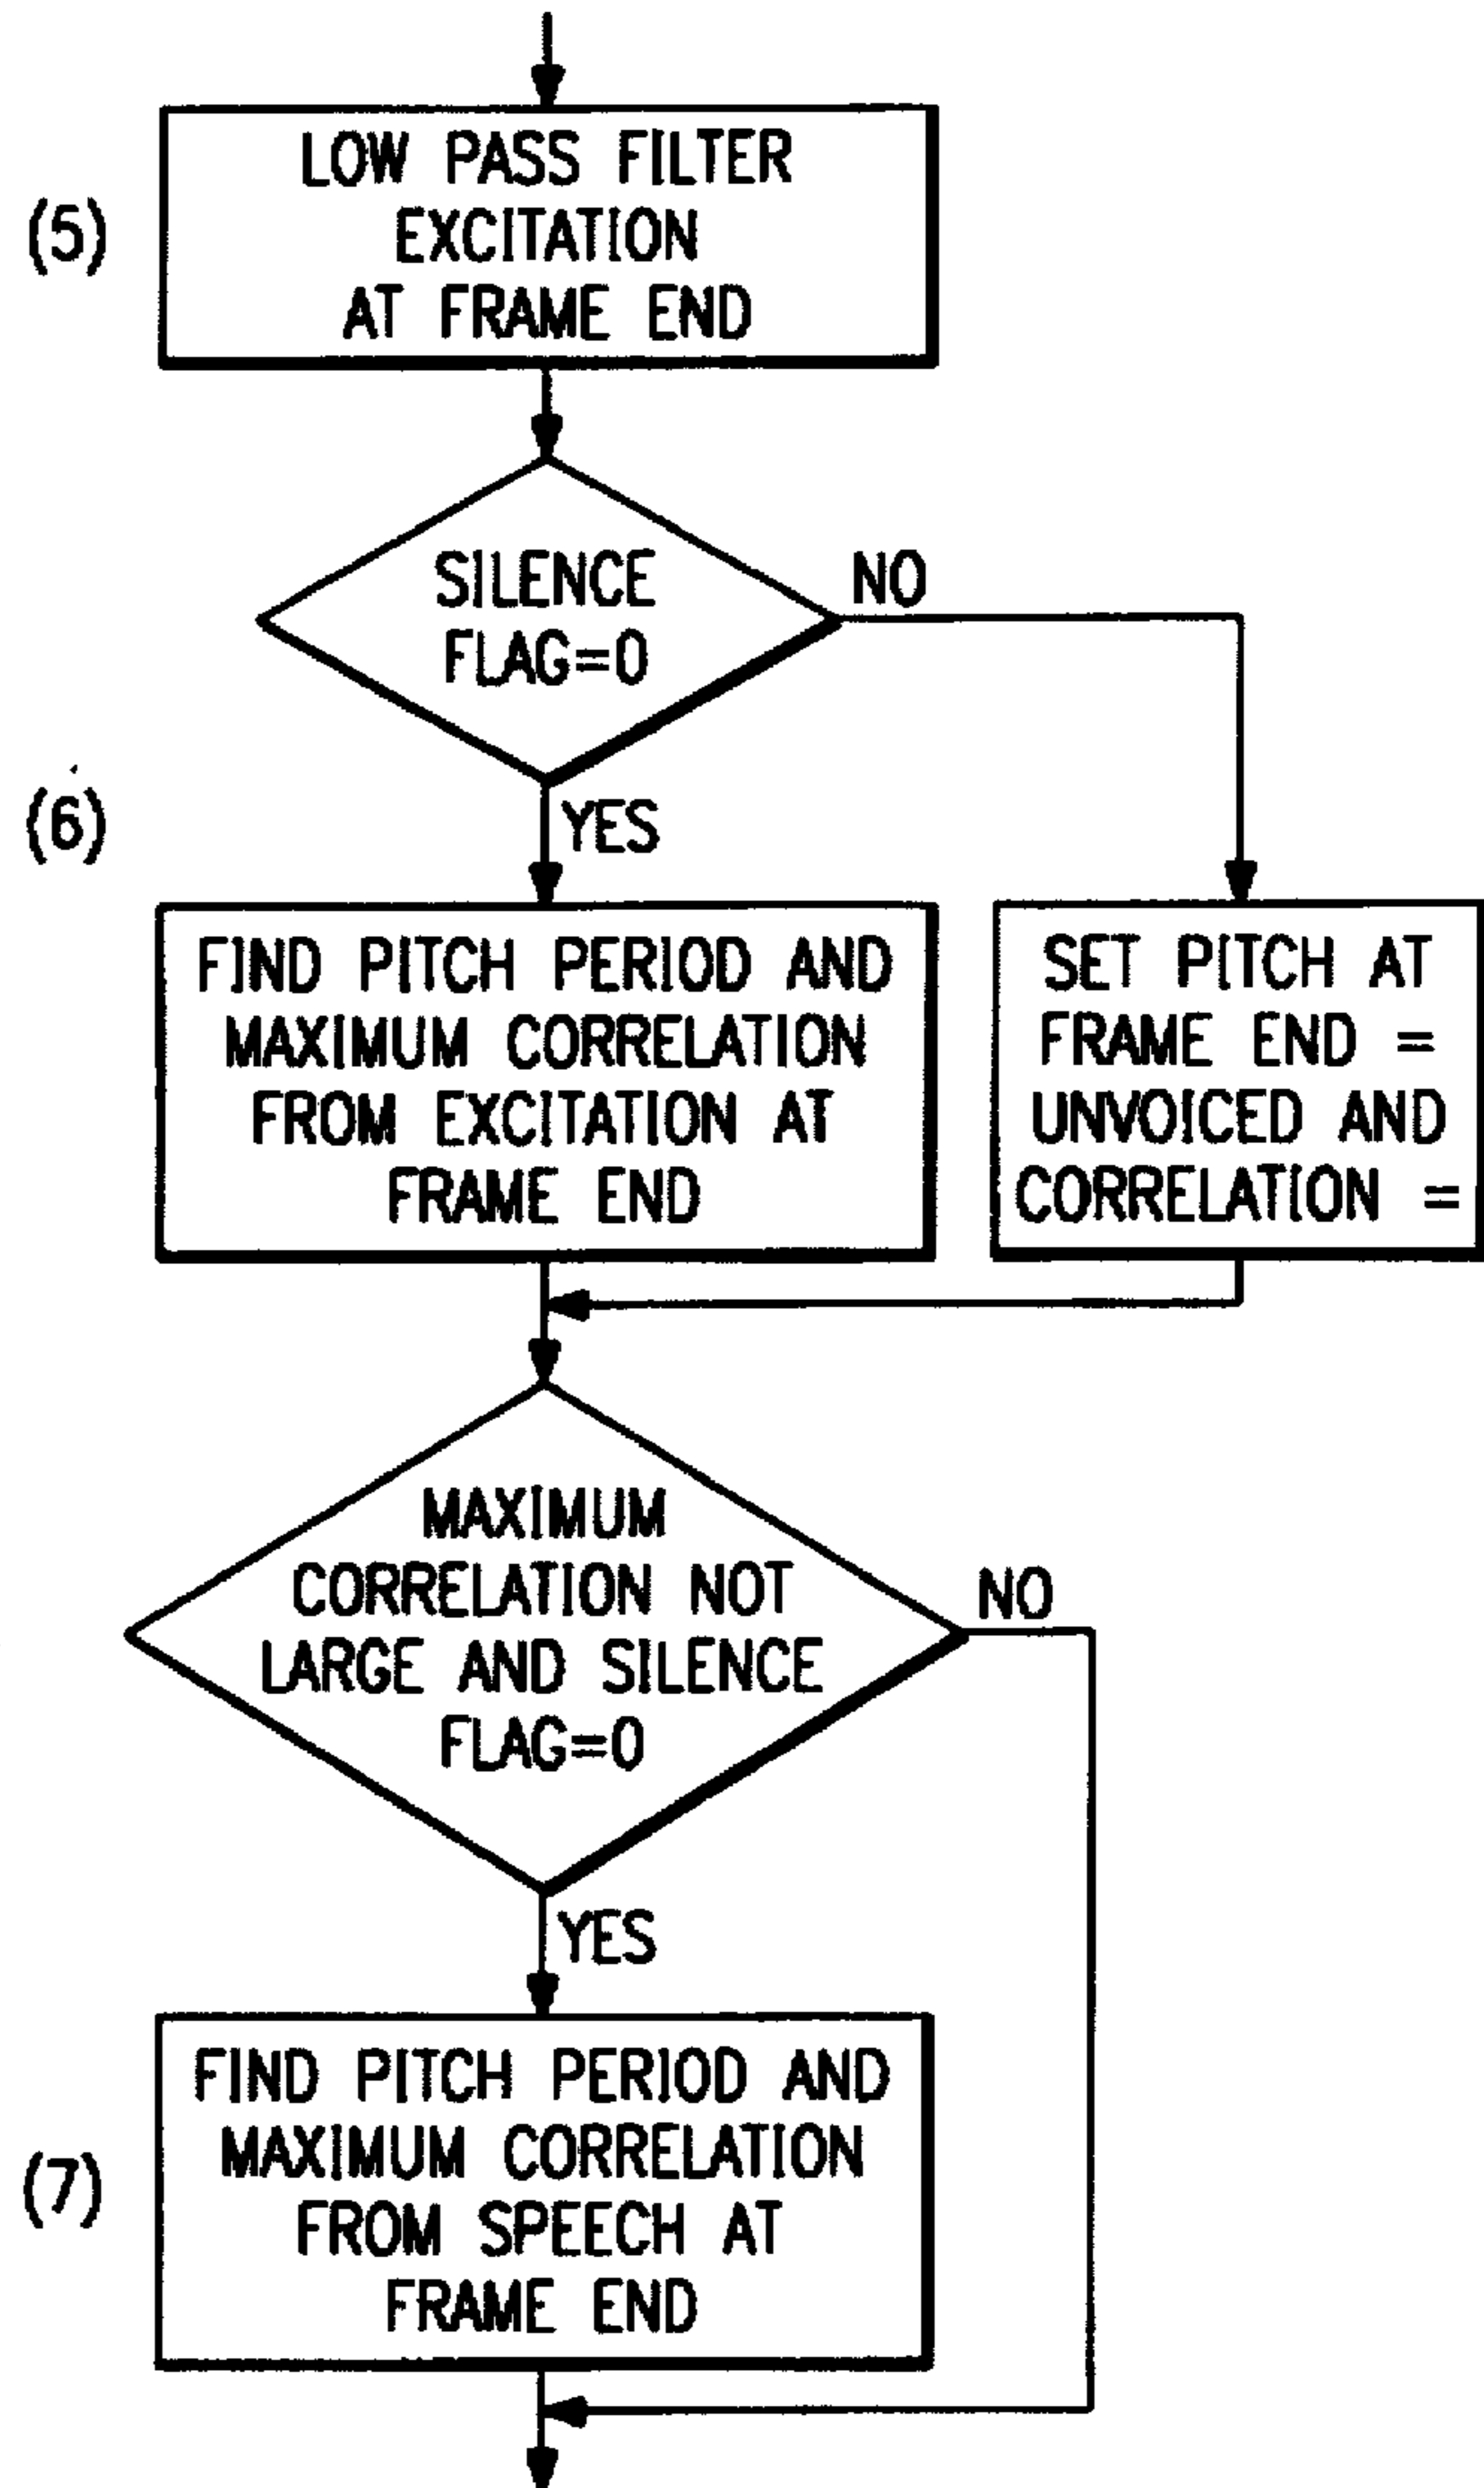 (5)
LOW PASS FILTER
EXCITATION
AT FRAME END
SILENCE
FLAG=0
NO
(6)
YES
FIND PITCH PERIOD AND
MAXIMUM CORRELATION
FROM EXCITATION AT
FRAME END
SET PITCH AT
FRAME END =
UNVOICED AND
CORRELATION =
MAXIMUM
CORRELATION NOT
LARGE AND SILENCE
FLAG=0
NO
YES
(7)
FIND PITCH PERIOD AND
MAXIMUM CORRELATION
FROM SPEECH AT
FRAME END